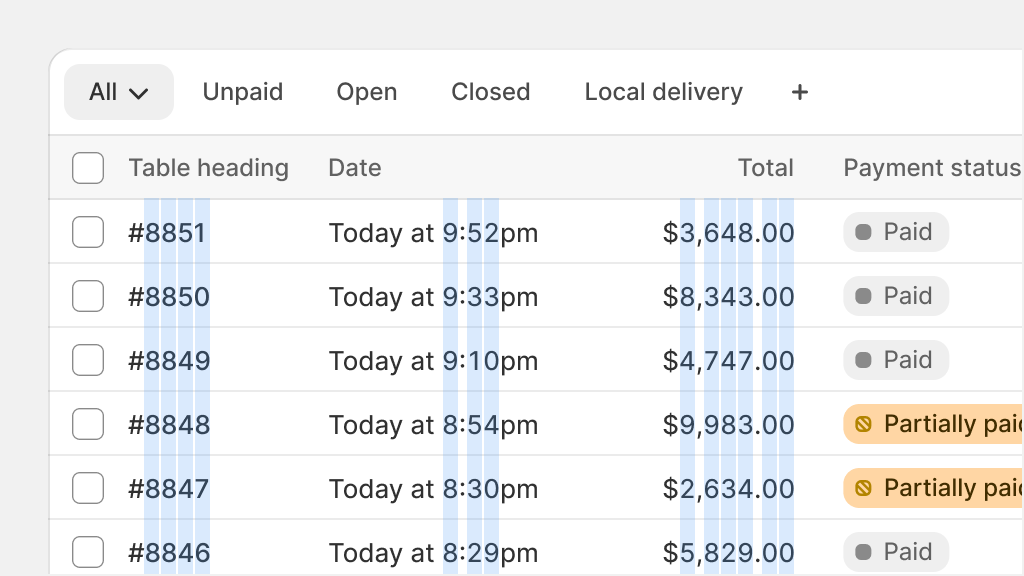 All Unpaid Open Closed Local delivery +
Table heading Date Total Payment status
#8851 Today at 9:52pm $3,648.00 Paid
#8850 Today at 9:33pm $8,343.00 Paid
#8849 Today at 9:10pm $4,747.00 Paid
#8848 Today at 8:54pm $9,983.00 Partially paid
#8847 Today at 8:30pm $2,634.00 Partially paid
#8846 Today at 8:29pm $5,829.00 Paid